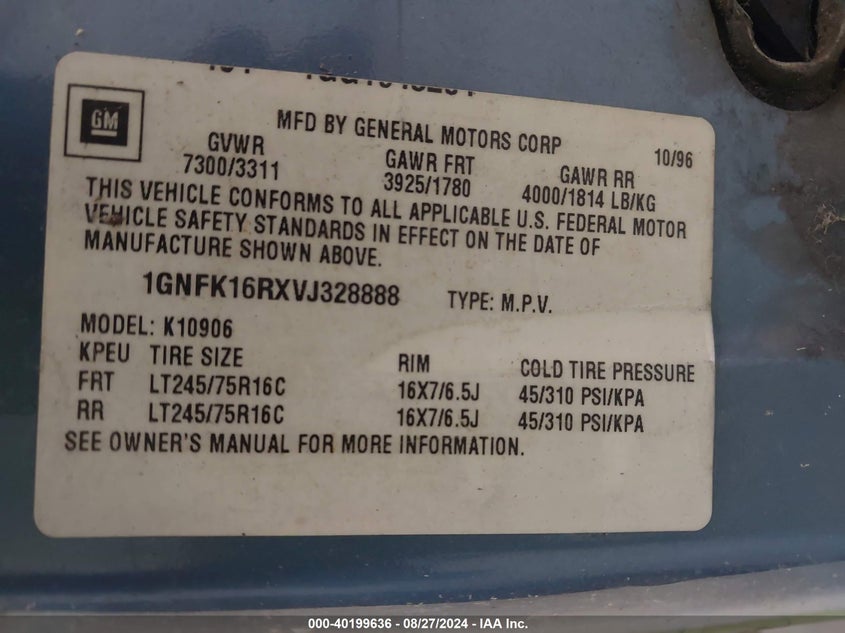 GM
MFD BY GENERAL MOTORS CORP 10/96
GVWR GAWR FRT GAWR RR
7300/3311 3925/1780 4000/1814 LB/KG
THIS VEHICLE CONFORMS TO ALL APPLICABLE U.S. FEDERAL MOTOR
VEHICLE SAFETY STANDARDS IN EFFECT ON THE DATE OF
MANUFACTURE SHOWN ABOVE.
1GNFK16RXVJ328888 TYPE: M.P.V.
MODEL: K10906
KPEU TIRE SIZE RIM COLD TIRE PRESSURE
FRT LT245/75R16C 16X7/6.5J 45/310 PSI/KPA
RR LT245/75R16C 16X7/6.5J 45/310 PSI/KPA
SEE OWNER'S MANUAL FOR MORE INFORMATION.
000-40199636 - 08/27/2024 - IAA Inc.